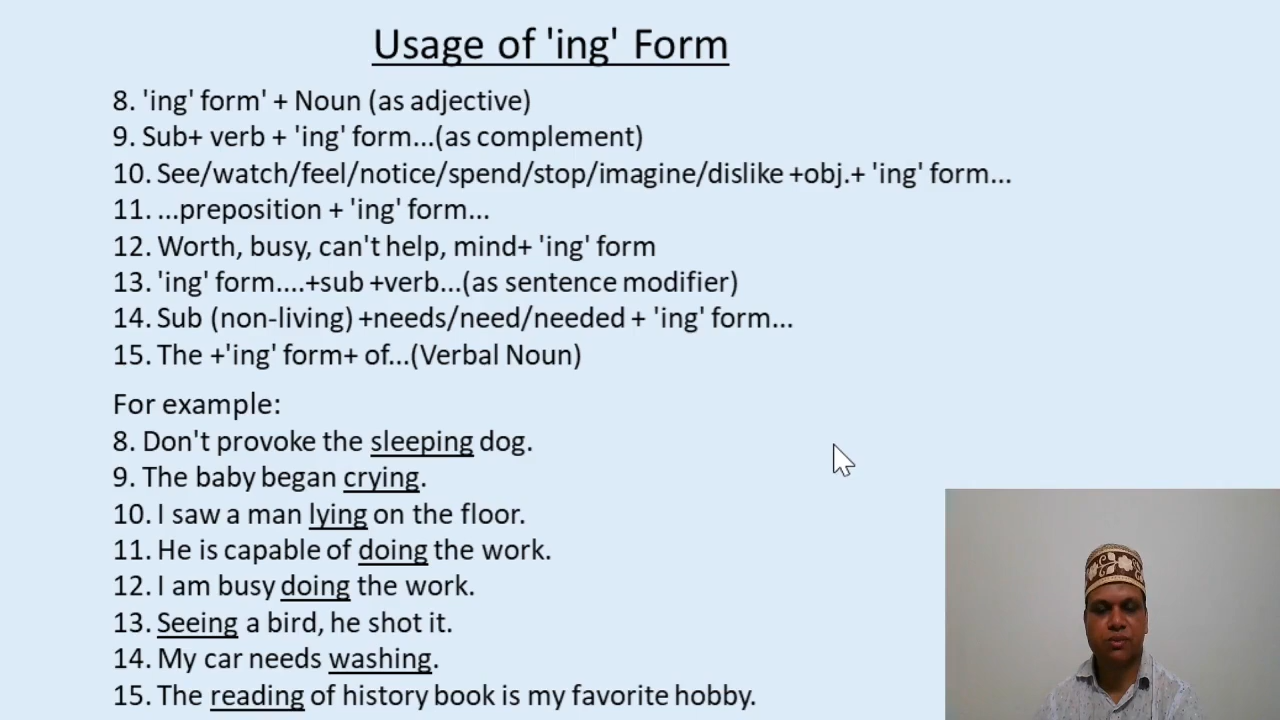 Usage of 'ing' Form
8. 'ing' form' + Noun (as adjective)
9. Sub+ verb + 'ing' form...(as complement)
10. See/watch/feel/notice/spend/stop/imagine/dislike +obj.+ 'ing' form...
11. ...preposition + 'ing' form...
12. Worth, busy, can't help, mind+ 'ing' form
13. 'ing' form....+sub +verb...(as sentence modifier)
14. Sub (non-living) +needs/need/needed + 'ing' form...
15. The +'ing' form+ of...(Verbal Noun)
For example:
8. Don't provoke the sleeping dog.
9. The baby began crying.
10. I saw a man lying on the floor.
11. He is capable of doing the work.
12. I am busy doing the work.
13. Seeing a bird, he shot it.
14. My car needs washing.
15. The reading of history book is my favorite hobby.